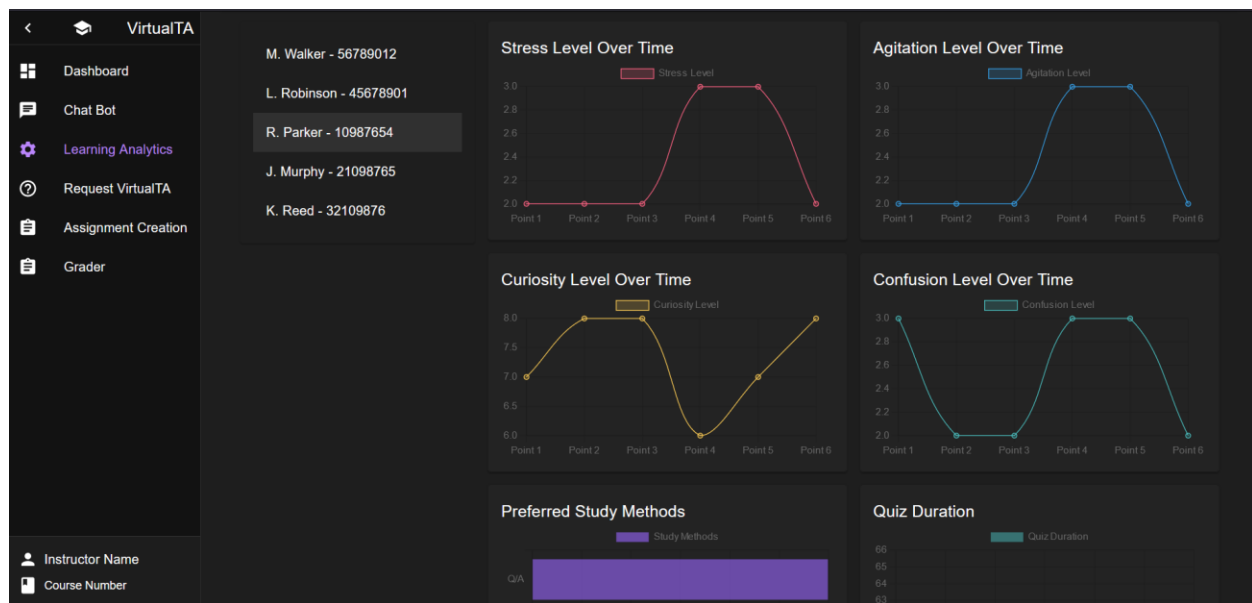 VirtualTA
Dashboard
Chat Bot
Learning Analytics
Request VirtualTA
Assignment Creation
Grader
Instructor Name
Course Number
M. Walker - 56789012
L. Robinson - 45678901
R. Parker - 10987654
J. Murphy - 21098765
K. Reed - 32109876
Stress Level Over Time
Stress Level
3.0
2.8
2.6
2.4
2.2
2.0
Point 1 Point 2 Point 3 Point 4 Point 5 Point 6
Agitation Level Over Time
Agitation Level
3.0
2.8
2.6
2.4
2.2
2.0
Point 1 Point 2 Point 3 Point 4 Point 5 Point 6
Curiosity Level Over Time
Curiosity Level
8.0
7.5
7.0
6.5
6.0
Point 1 Point 2 Point 3 Point 4 Point 5 Point 6
Confusion Level Over Time
Confusion Level
3.0
2.8
2.6
2.4
2.2
2.0
Point 1 Point 2 Point 3 Point 4 Point 5 Point 6
Preferred Study Methods
Study Methods
Q/A
Quiz Duration
Quiz Duration
66
65
64
63